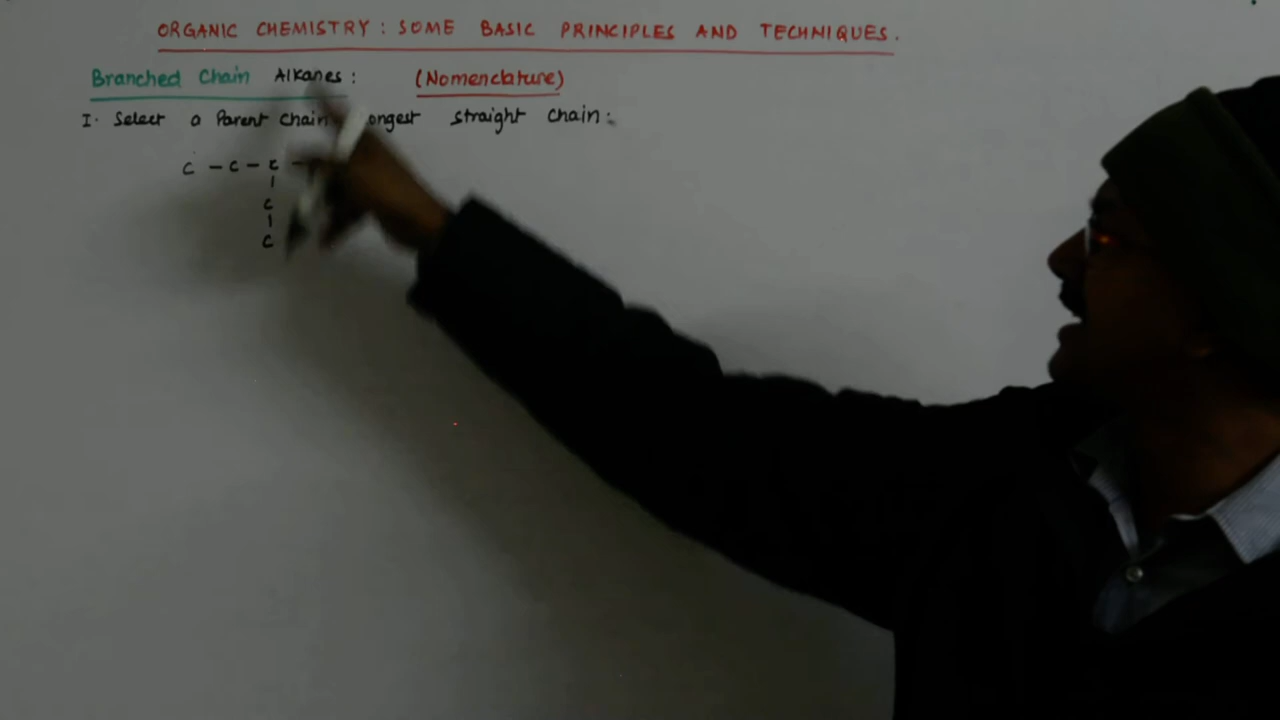 ORGANIC CHEMISTRY : SOME BASIC PRINCIPLES AND TECHNIQUES.
Branched Chain Alkanes : (Nomenclature)
I. Select a Parent Chain ongest straight chain :
C - C - C -
|
C
|
C